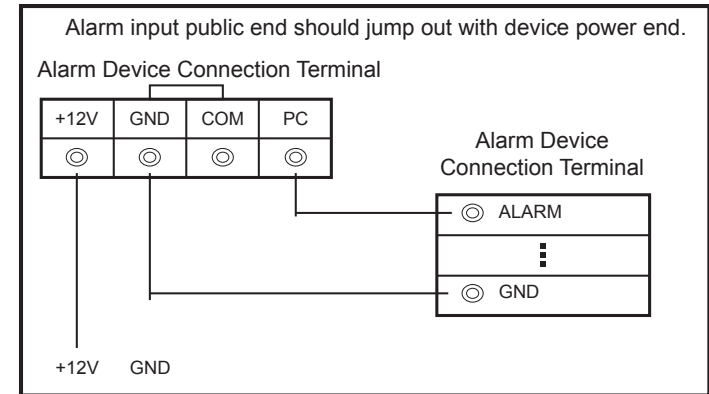 Alarm input public end should jump out with device power end.
Alarm Device Connection Terminal
+12V GND COM PC
Alarm Device
Connection Terminal
ALARM
GND
+12V GND